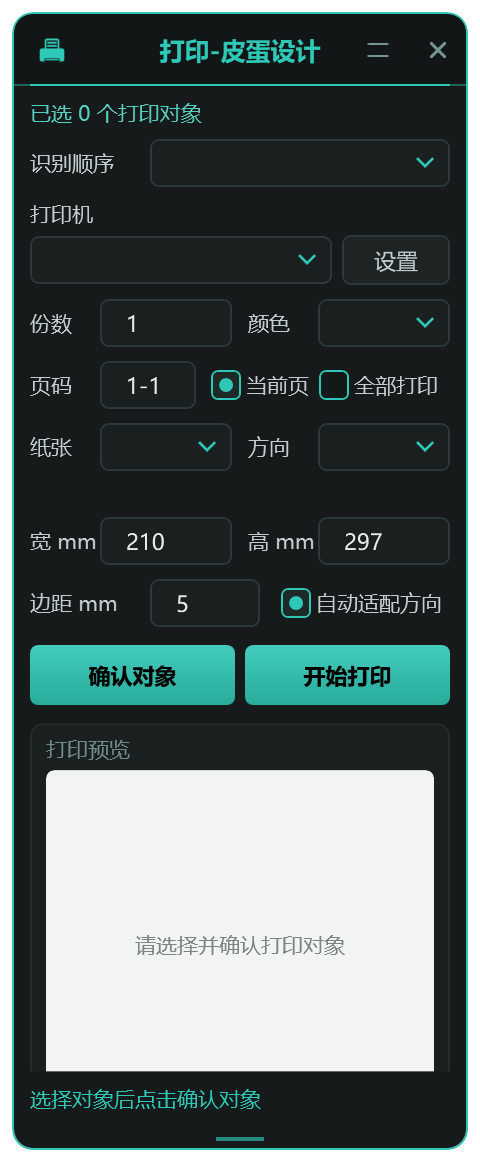 打印-皮蛋设计
已选 0 个打印对象
识别顺序
打印机
设置
份数 1 颜色
页码 1-1 当前页 全部打印
纸张 方向
宽 mm 210 高 mm 297
边距 mm 5 自动适配方向
确认对象 开始打印
打印预览
请选择并确认打印对象
选择对象后点击确认对象